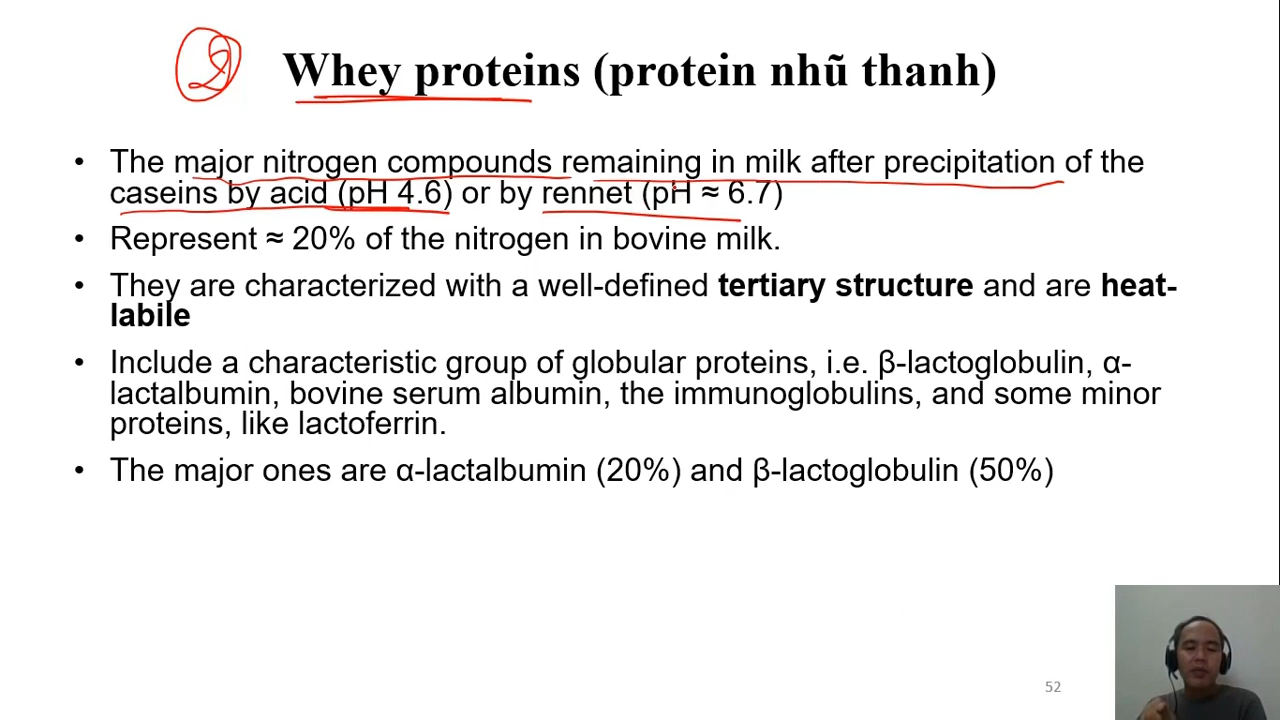 2
Whey proteins (protein nhũ thanh)
• The major nitrogen compounds remaining in milk after precipitation of the
caseins by acid (pH 4.6) or by rennet (pH ≈ 6.7)
• Represent ≈ 20% of the nitrogen in bovine milk.
• They are characterized with a well-defined tertiary structure and are heat-
labile
• Include a characteristic group of globular proteins, i.e. β-lactoglobulin, α-
lactalbumin, bovine serum albumin, the immunoglobulins, and some minor
proteins, like lactoferrin.
• The major ones are α-lactalbumin (20%) and β-lactoglobulin (50%)
52